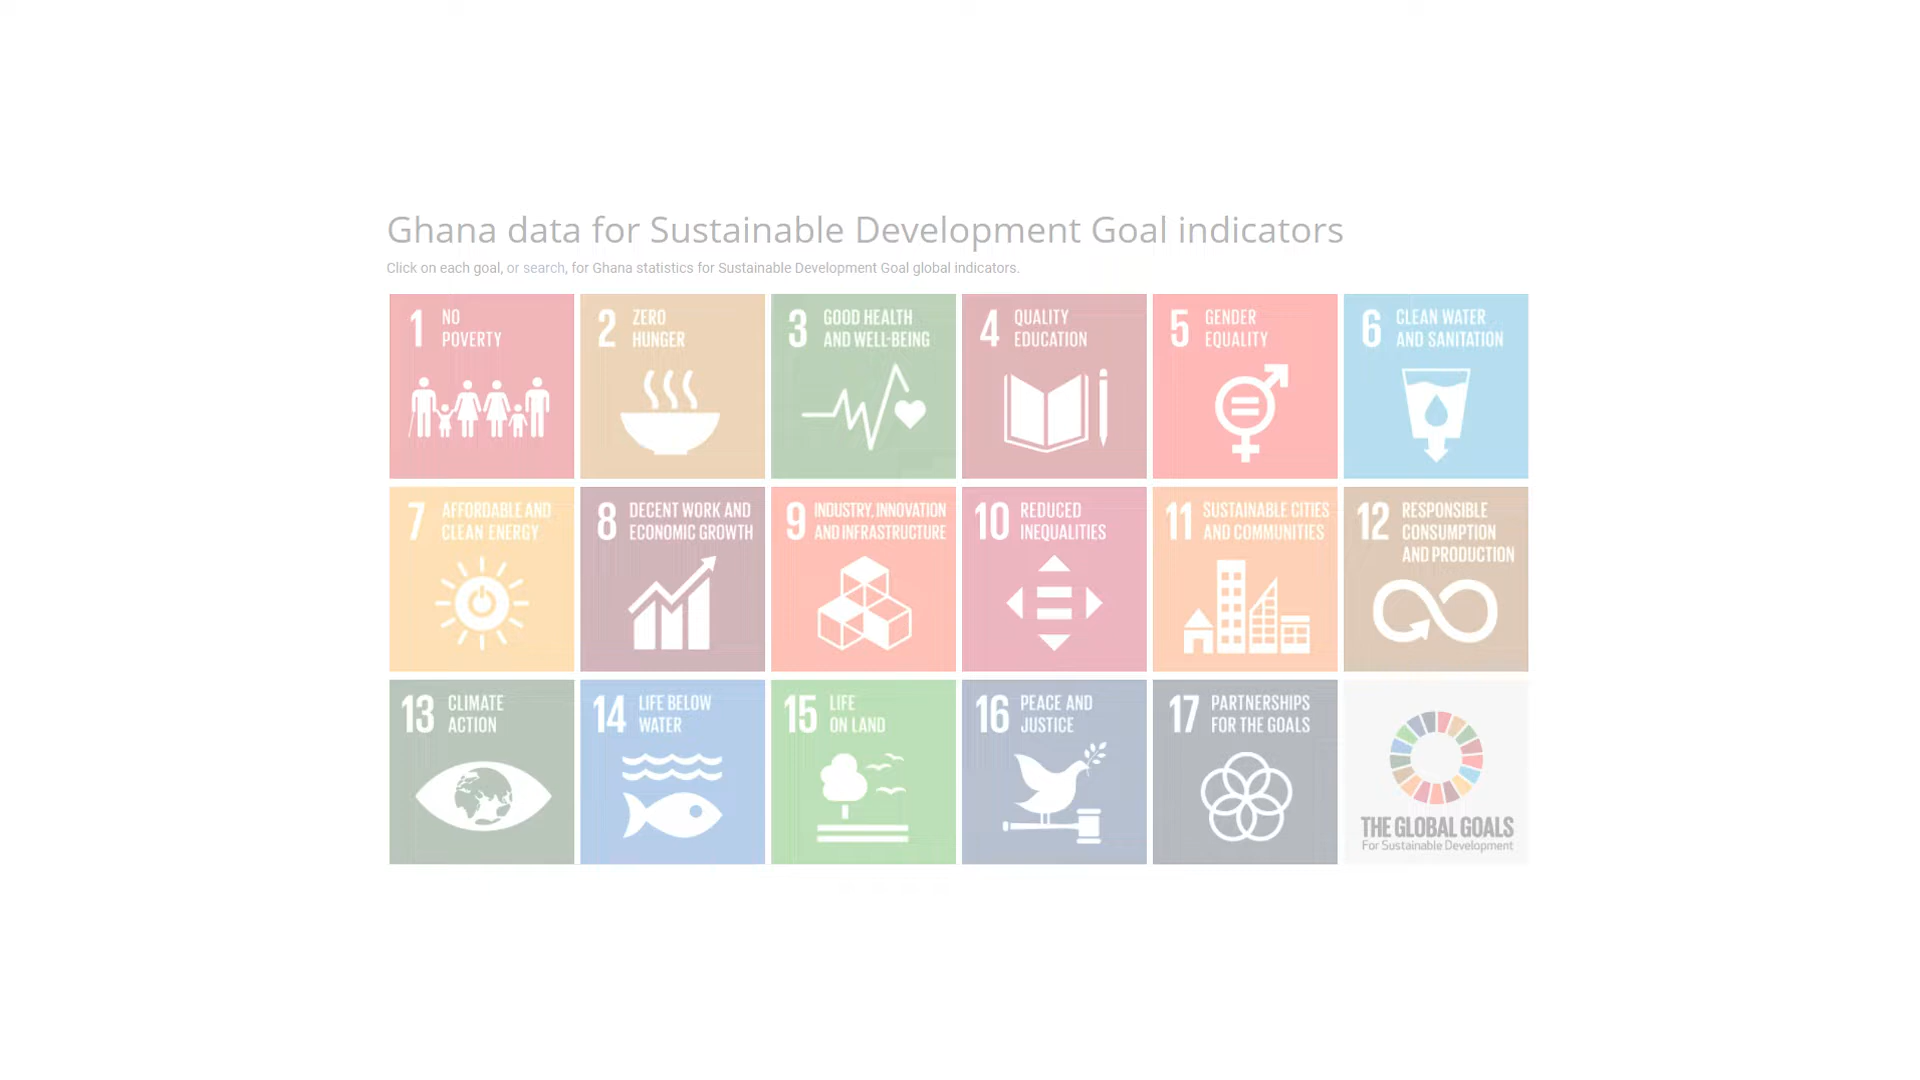 Ghana data for Sustainable Development Goal indicators
Click on each goal, or search, for Ghana statistics for Sustainable Development Goal global indicators.
1 NO
POVERTY
2 ZERO
HUNGER
3 GOOD HEALTH
AND WELL-BEING
4 QUALITY
EDUCATION
5 GENDER
EQUALITY
6 CLEAN WATER
AND SANITATION
7 AFFORDABLE AND
CLEAN ENERGY
8 DECENT WORK AND
ECONOMIC GROWTH
9 INDUSTRY, INNOVATION
AND INFRASTRUCTURE
10 REDUCED
INEQUALITIES
11 SUSTAINABLE CITIES
AND COMMUNITIES
12 RESPONSIBLE
CONSUMPTION
AND PRODUCTION
13 CLIMATE
ACTION
14 LIFE BELOW
WATER
15 LIFE
ON LAND
16 PEACE AND
JUSTICE
17 PARTNERSHIPS
FOR THE GOALS
THE GLOBAL GOALS
For Sustainable Development